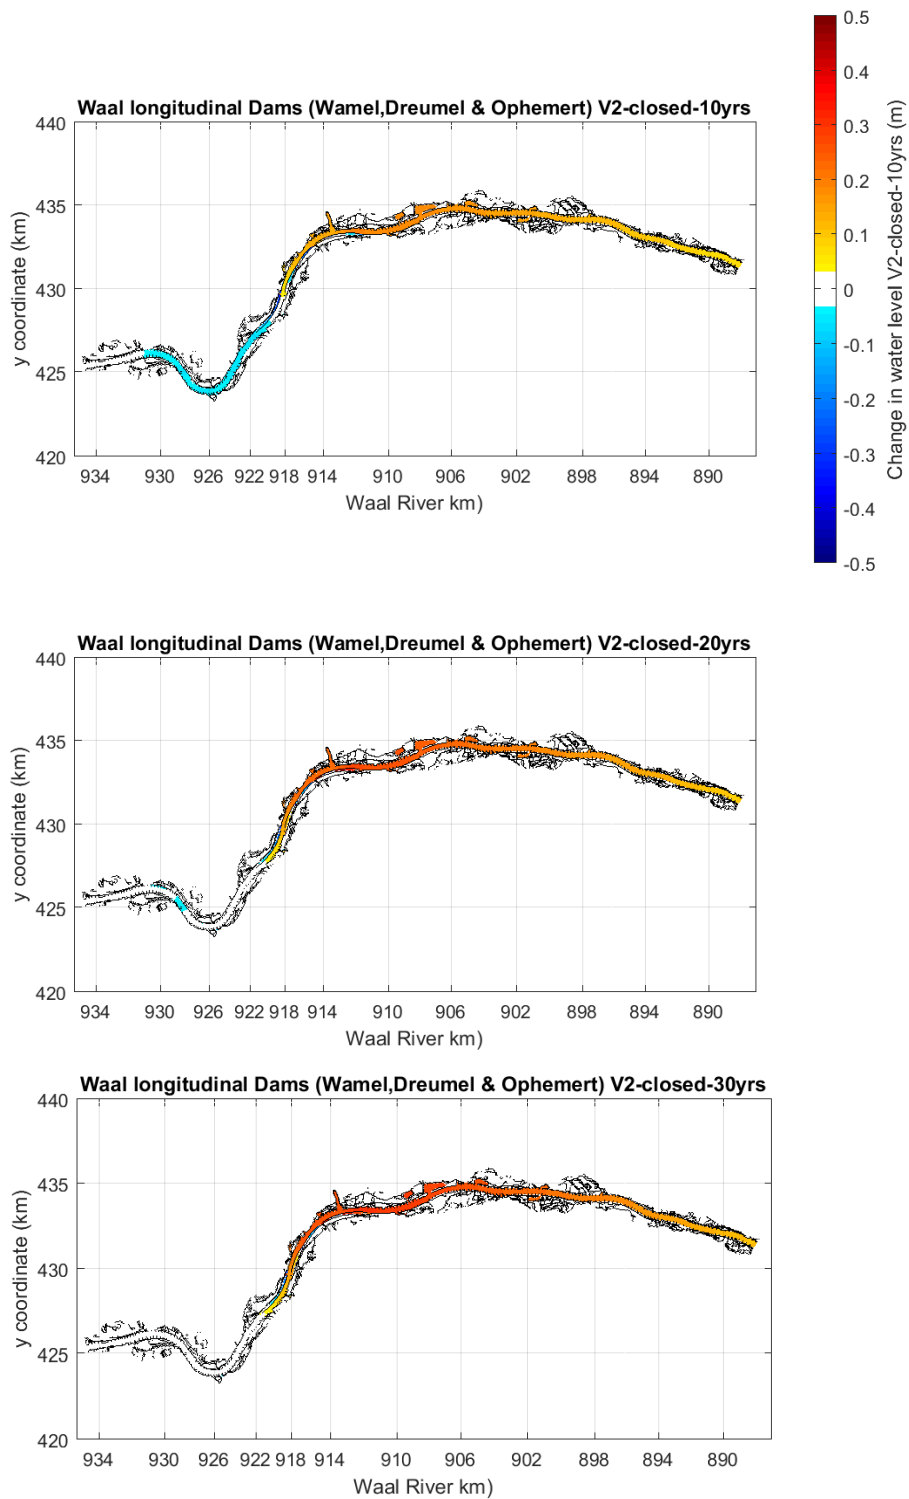 Waal longitudinal Dams (Wamel,Dreumel & Ophemert) V2-closed-10yrs
440
435
430
425
420
y coordinate (km)
934 930 926 922 918 914 910 906 902 898 894 890
Waal River km)
0.5
0.4
0.3
0.2
0.1
0
-0.1
-0.2
-0.3
-0.4
-0.5
Change in water level V2-closed-10yrs (m)
Waal longitudinal Dams (Wamel,Dreumel & Ophemert) V2-closed-20yrs
440
435
430
425
420
y coordinate (km)
934 930 926 922 918 914 910 906 902 898 894 890
Waal River km)
Waal longitudinal Dams (Wamel,Dreumel & Ophemert) V2-closed-30yrs
440
435
430
425
420
y coordinate (km)
934 930 926 922 918 914 910 906 902 898 894 890
Waal River km)